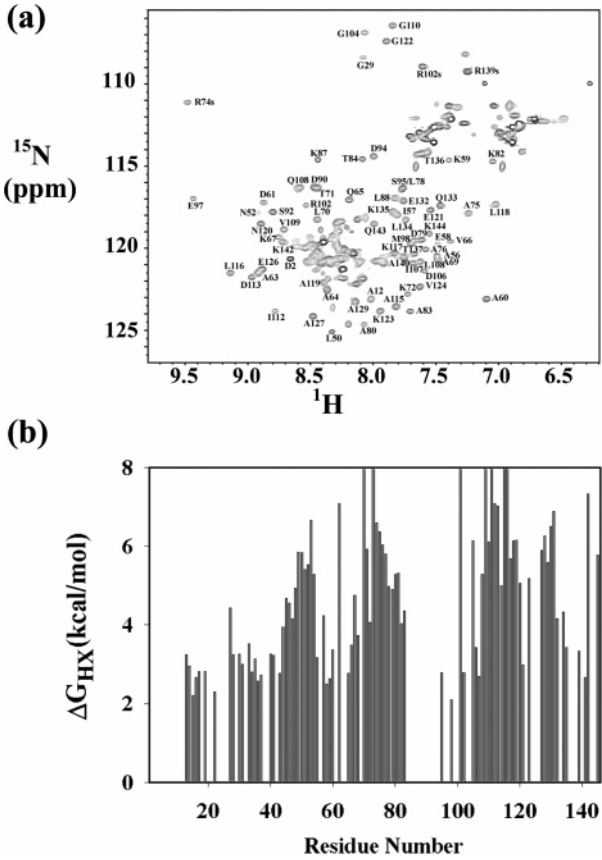 (a)
G110
G104
G122
G29
R102s
R139s
110
R74s
15N
(ppm)
115
K87
D94
T84
T136
K59
K82
Q108
D90
T71
S95/L78
E97
D61
R102
Q65
L88
E132
Q133
A75
N52
S92
L70
K135
I57
E121
L118
N120
V109
Q143
L134
K144
K67
M98
D79
E58
V66
120
K142
K117
T137
A76
A56
D2
A140
L108
A69
L116
E126
I107
D106
D113
A63
A119
K72
V124
A64
A12
A60
I112
A129
A115
A83
K123
A127
A80
125
L50
9.5
9.0
8.5
8.0
7.5
7.0
6.5
1H
(b)
8
6
4
2
0
ΔGHX(kcal/mol)
20
40
60
80
100
120
140
Residue Number